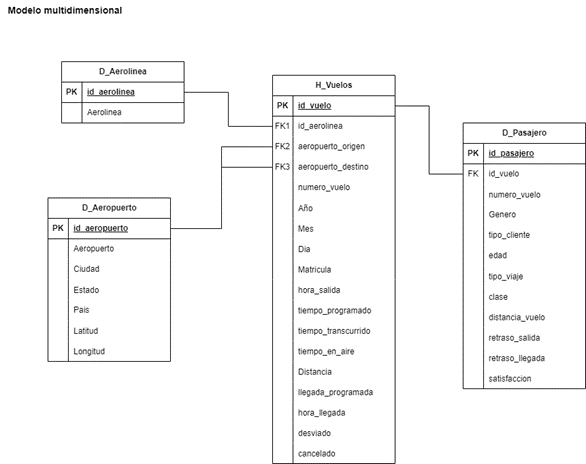 Modelo multidimensional
D_Aerolinea
PK id_aerolinea
Aerolinea
D_Aeropuerto
PK id_aeropuerto
Aeropuerto
Ciudad
Estado
Pais
Latitud
Longitud
H_Vuelos
PK id_vuelo
FK1 id_aerolinea
FK2 aeropuerto_origen
FK3 aeropuerto_destino
numero_vuelo
Año
Mes
Dia
Matricula
hora_salida
tiempo_programado
tiempo_transcurrido
tiempo_en_aire
Distancia
llegada_programada
hora_llegada
desviado
cancelado
D_Pasajero
PK id_pasajero
FK id_vuelo
numero_vuelo
Genero
tipo_cliente
edad
tipo_viaje
clase
distancia_vuelo
retraso_salida
retraso_llegada
satisfaccion